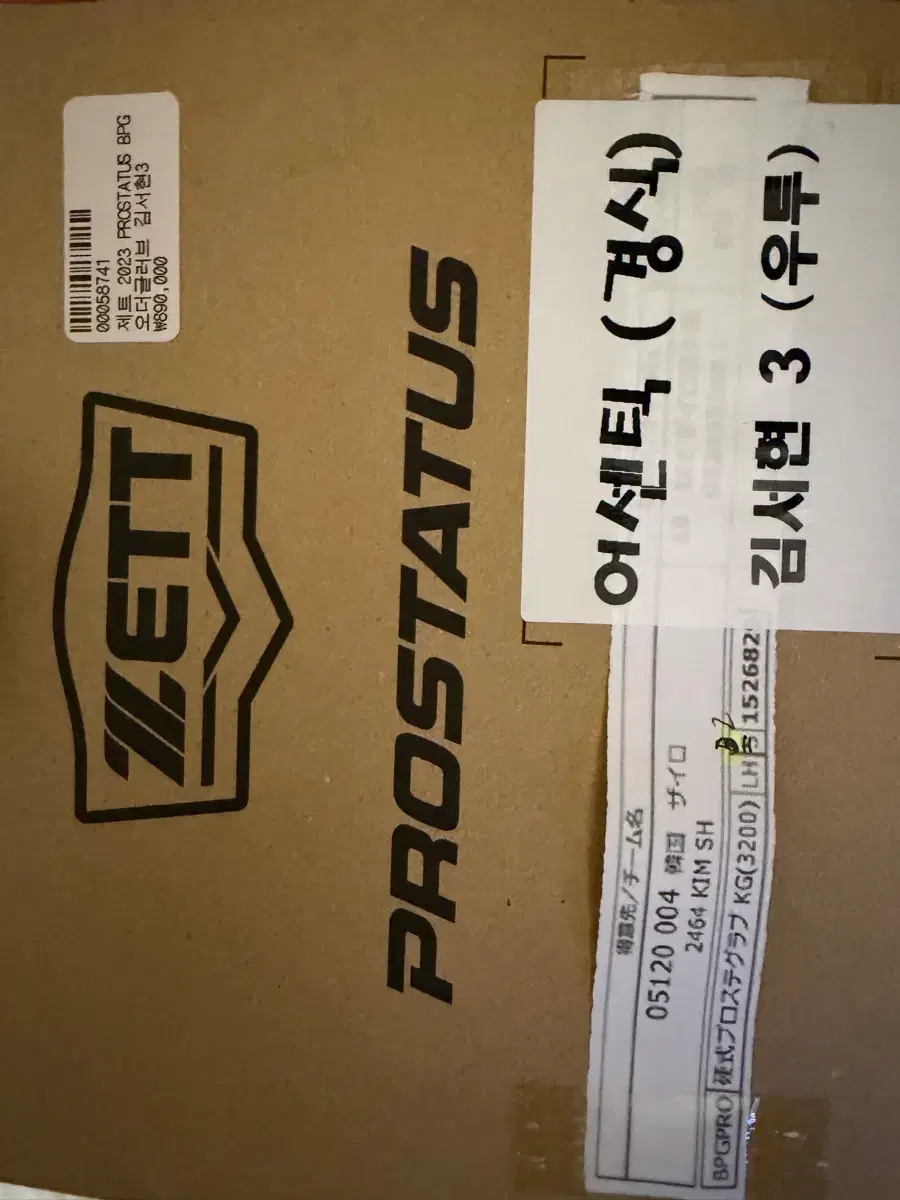 00058741
제트 2023 PROSTATUS BPG
오더글러브 김서현3
₩890,000
ZETT
PROSTATUS
어센틱 (경식)
김서현 3 (우투)
得意先/チーム名
05120 004 韓国 ザイロ
2464 KIM SH
BPGPRO 硬式プロステグラブ KG(3200) LH 152682